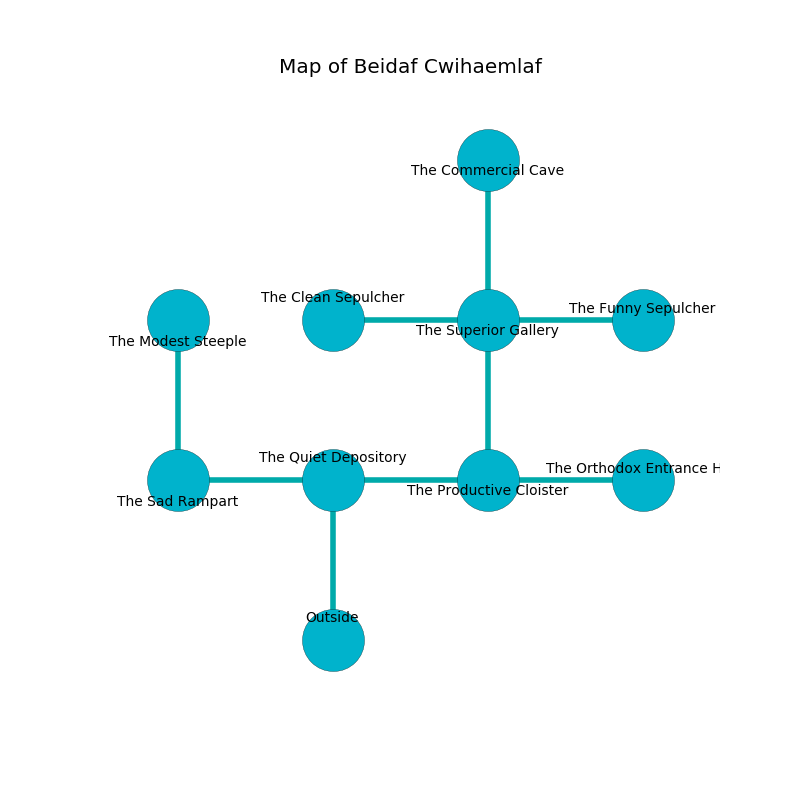 Map of Beidaf Cwihaemlaf
The Commercial Cave
The Clean Sepulcher
The Funny Sepulcher
The Superior Gallery
The Modest Steeple
The Quiet Depository
The Orthodox Entrance H
The Productive Cloister
The Sad Rampart
Outside